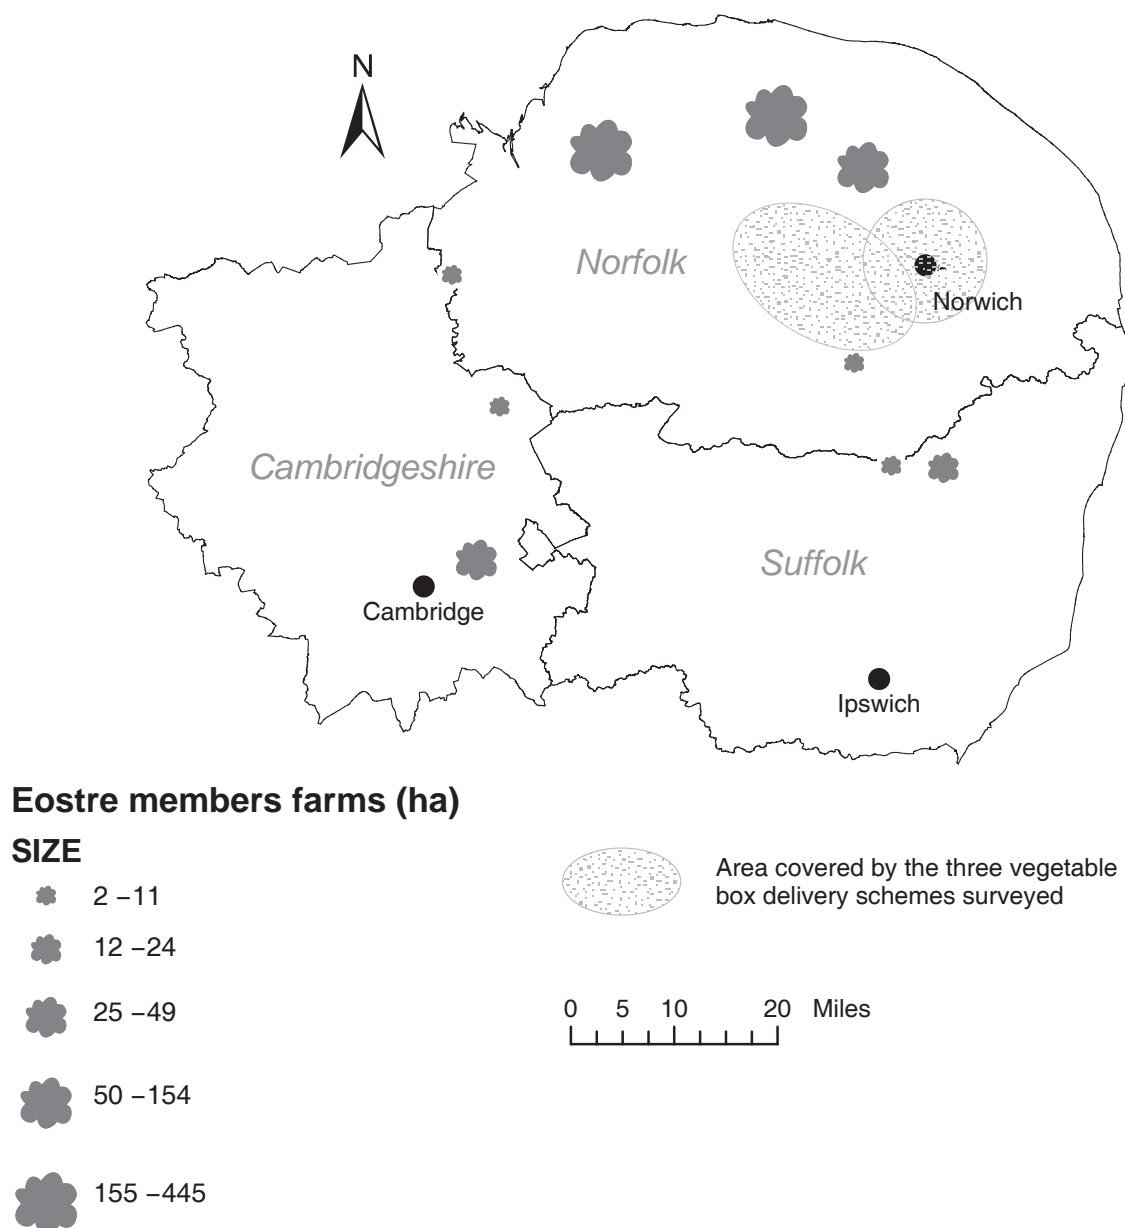 N
Norfolk
Norwich
Cambridgeshire
Suffolk
Cambridge
Ipswich
Eostre members farms (ha)
SIZE
2 –11
12 –24
25 –49
50 –154
155 –445
Area covered by the three vegetable
box delivery schemes surveyed
0 5 10 20 Miles